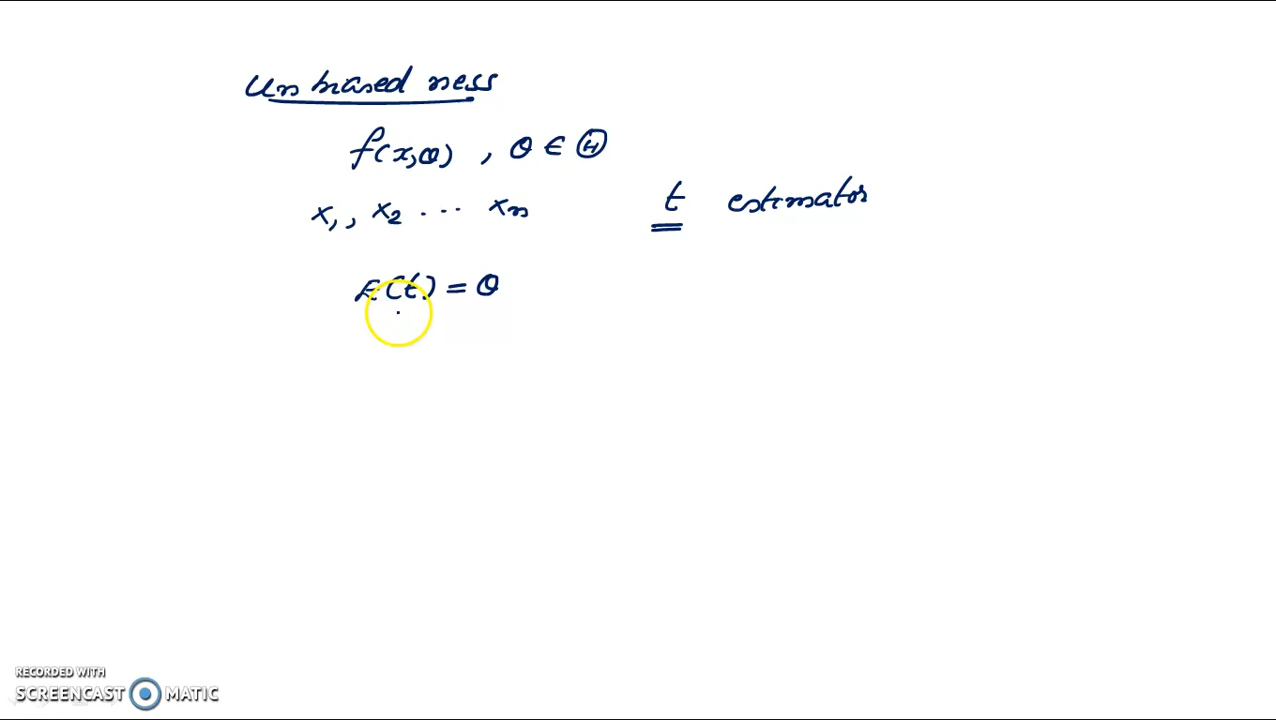 Unbiasedness
f(x,θ) , θ ∈ Θ
x₁, x₂ ... xₙ t estimator
E(t) = θ
RECORDED WITH
SCREENCAST MATIC